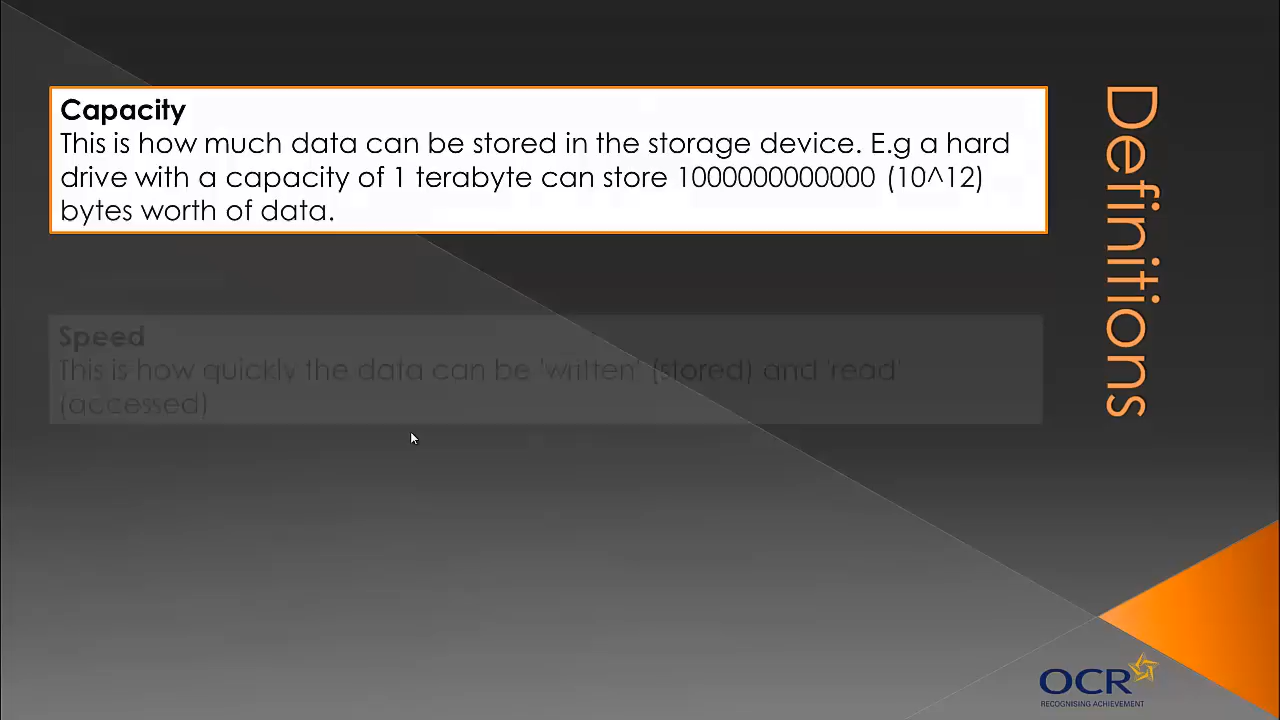 Capacity
This is how much data can be stored in the storage device. E.g a hard
drive with a capacity of 1 terabyte can store 1000000000000 (10^12)
bytes worth of data.
Speed
This is how quickly the data can be 'written' (stored) and 'read'
(accessed)
Definitions
OCR
RECOGNISING ACHIEVEMENT